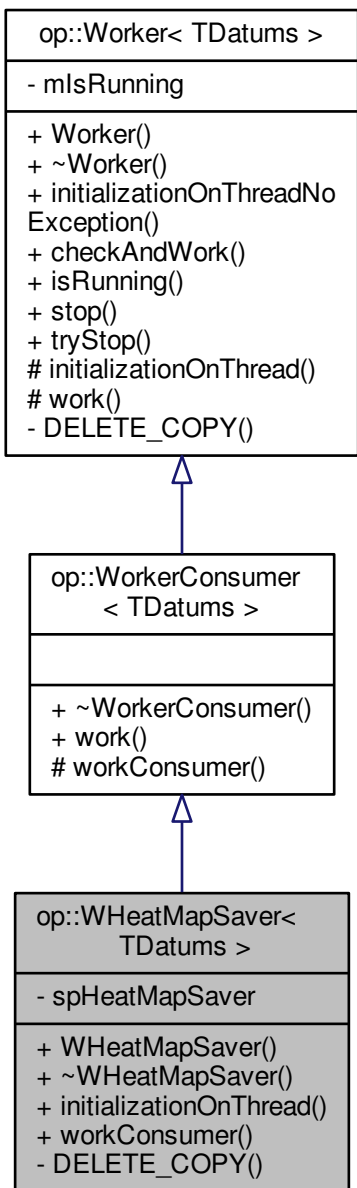 op::Worker< TDatums >
- mIsRunning
+ Worker()
+ ~Worker()
+ initializationOnThreadNo
Exception()
+ checkAndWork()
+ isRunning()
+ stop()
+ tryStop()
# initializationOnThread()
# work()
- DELETE_COPY()
op::WorkerConsumer
< TDatums >
+ ~WorkerConsumer()
+ work()
# workConsumer()
op::WHeatMapSaver<
TDatums >
- spHeatMapSaver
+ WHeatMapSaver()
+ ~WHeatMapSaver()
+ initializationOnThread()
+ workConsumer()
- DELETE_COPY()